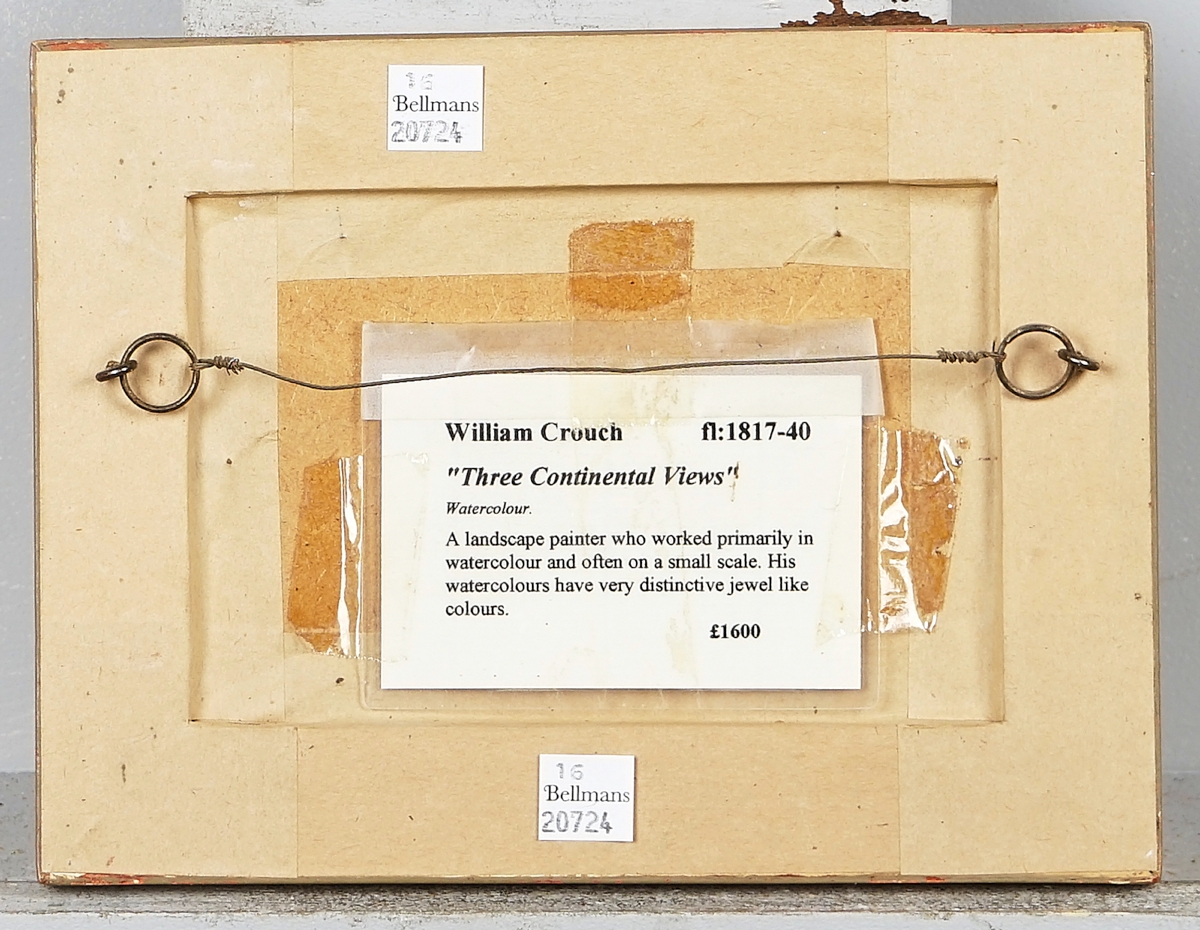 16
Bellmans
20724
William Crouch fl:1817-40
"Three Continental Views"
Watercolour.
A landscape painter who worked primarily in
watercolour and often on a small scale. His
watercolours have very distinctive jewel like
colours.
£1600
16
Bellmans
20724